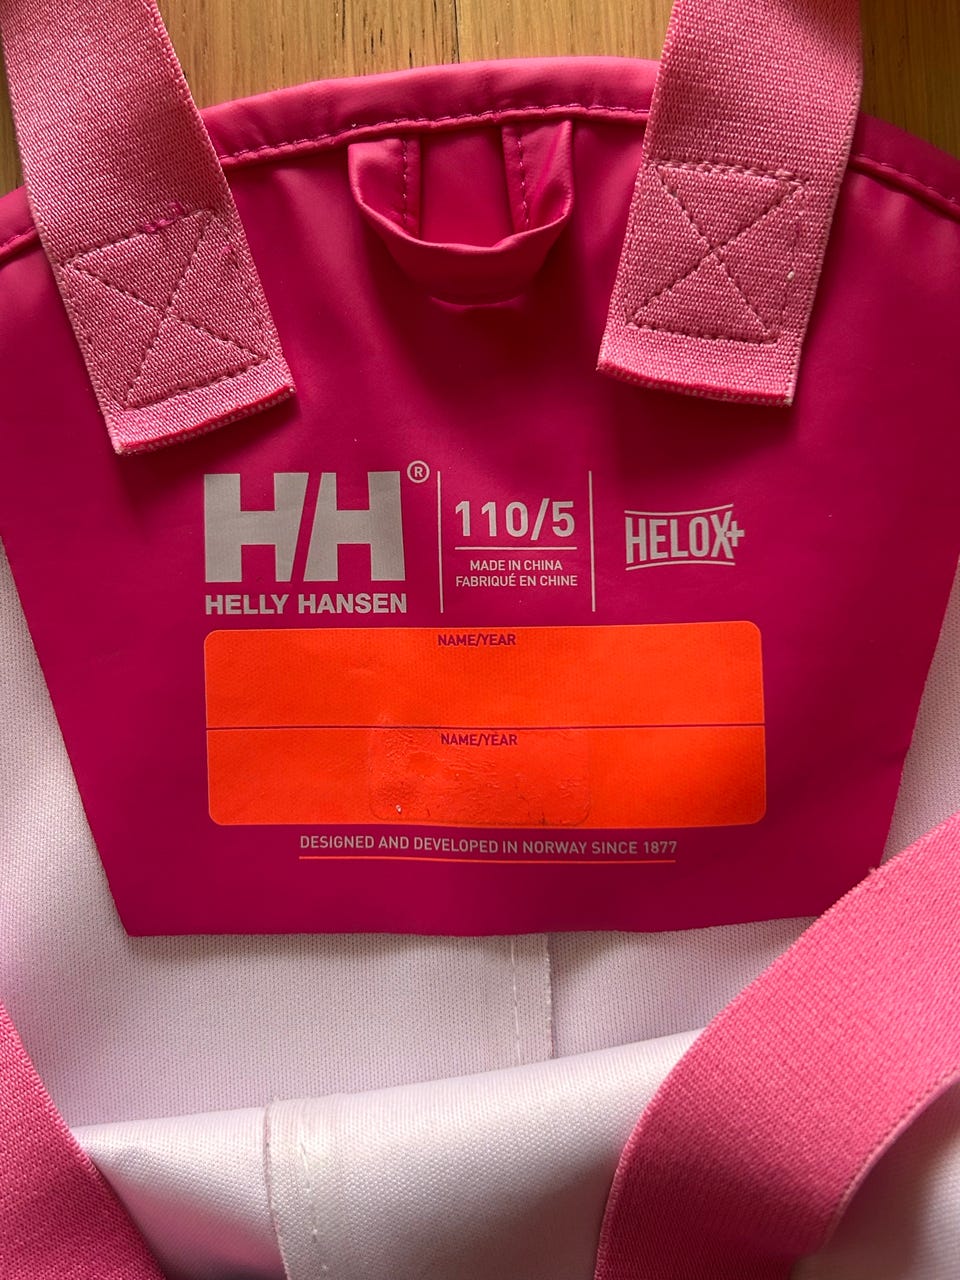 HH®
HELLY HANSEN
110/5
MADE IN CHINA
FABRIQUÉ EN CHINE
HELOX+
NAME/YEAR
NAME/YEAR
DESIGNED AND DEVELOPED IN NORWAY SINCE 1877